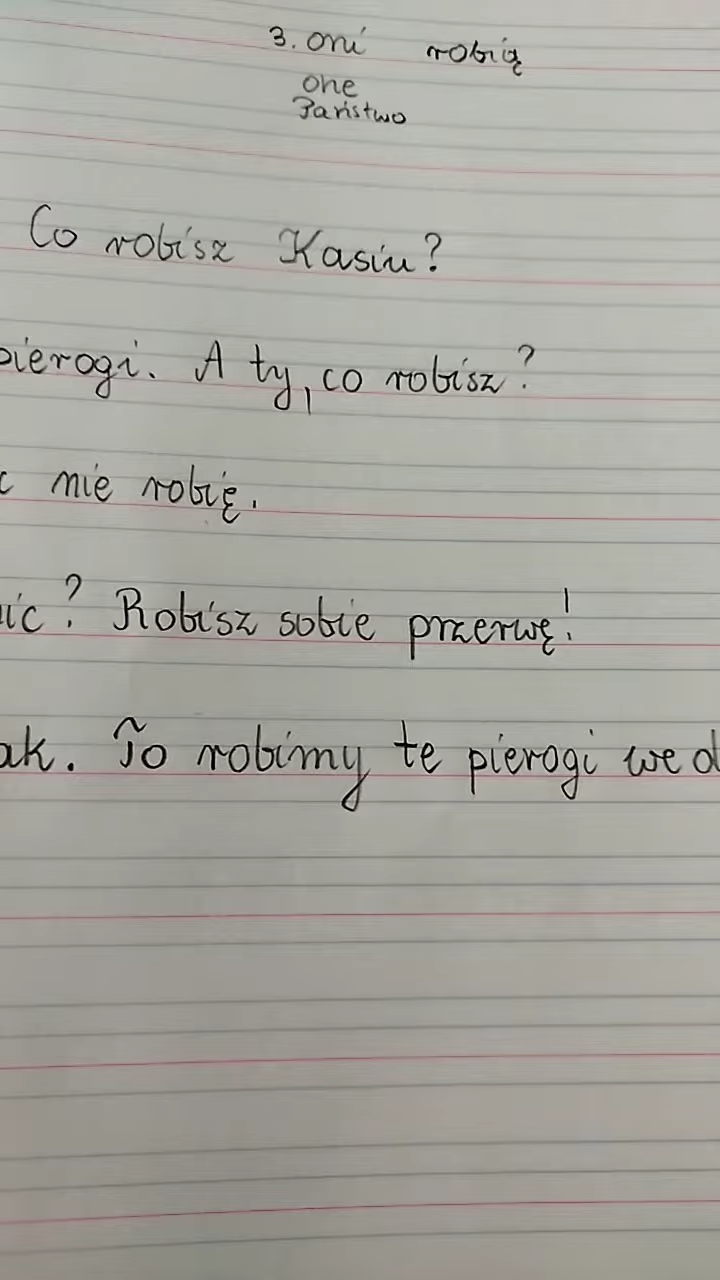 3. oni robią
one
Państwo
Co robisz Kasiu?
pierogi. A ty, co robisz?
c nie robię.
nic? Robisz sobie przerwę!
ak. To robimy te pierogi we d